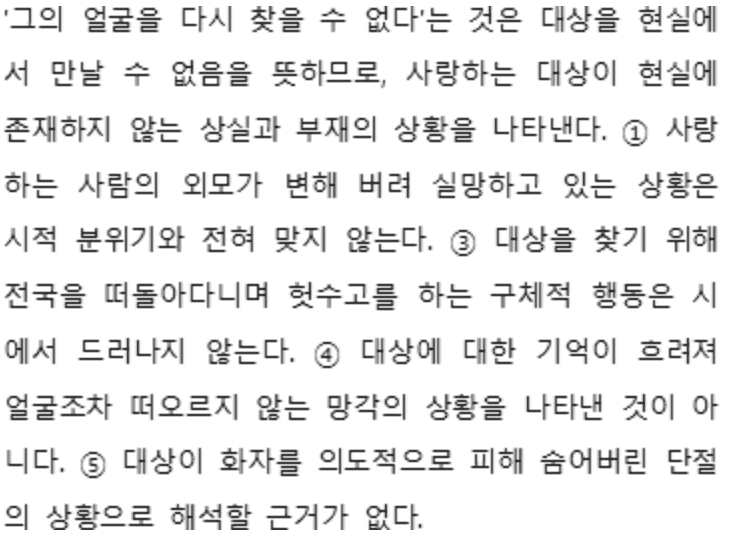 '그의 얼굴을 다시 찾을 수 없다'는 것은 대상을 현실에
서 만날 수 없음을 뜻하므로, 사랑하는 대상이 현실에
존재하지 않는 상실과 부재의 상황을 나타낸다. ① 사랑
하는 사람의 외모가 변해 버려 실망하고 있는 상황은
시적 분위기와 전혀 맞지 않는다. ③ 대상을 찾기 위해
전국을 떠돌아다니며 헛수고를 하는 구체적 행동은 시
에서 드러나지 않는다. ④ 대상에 대한 기억이 흐려져
얼굴조차 떠오르지 않는 망각의 상황을 나타낸 것이 아
니다. ⑤ 대상이 화자를 의도적으로 피해 숨어버린 단절
의 상황으로 해석할 근거가 없다.